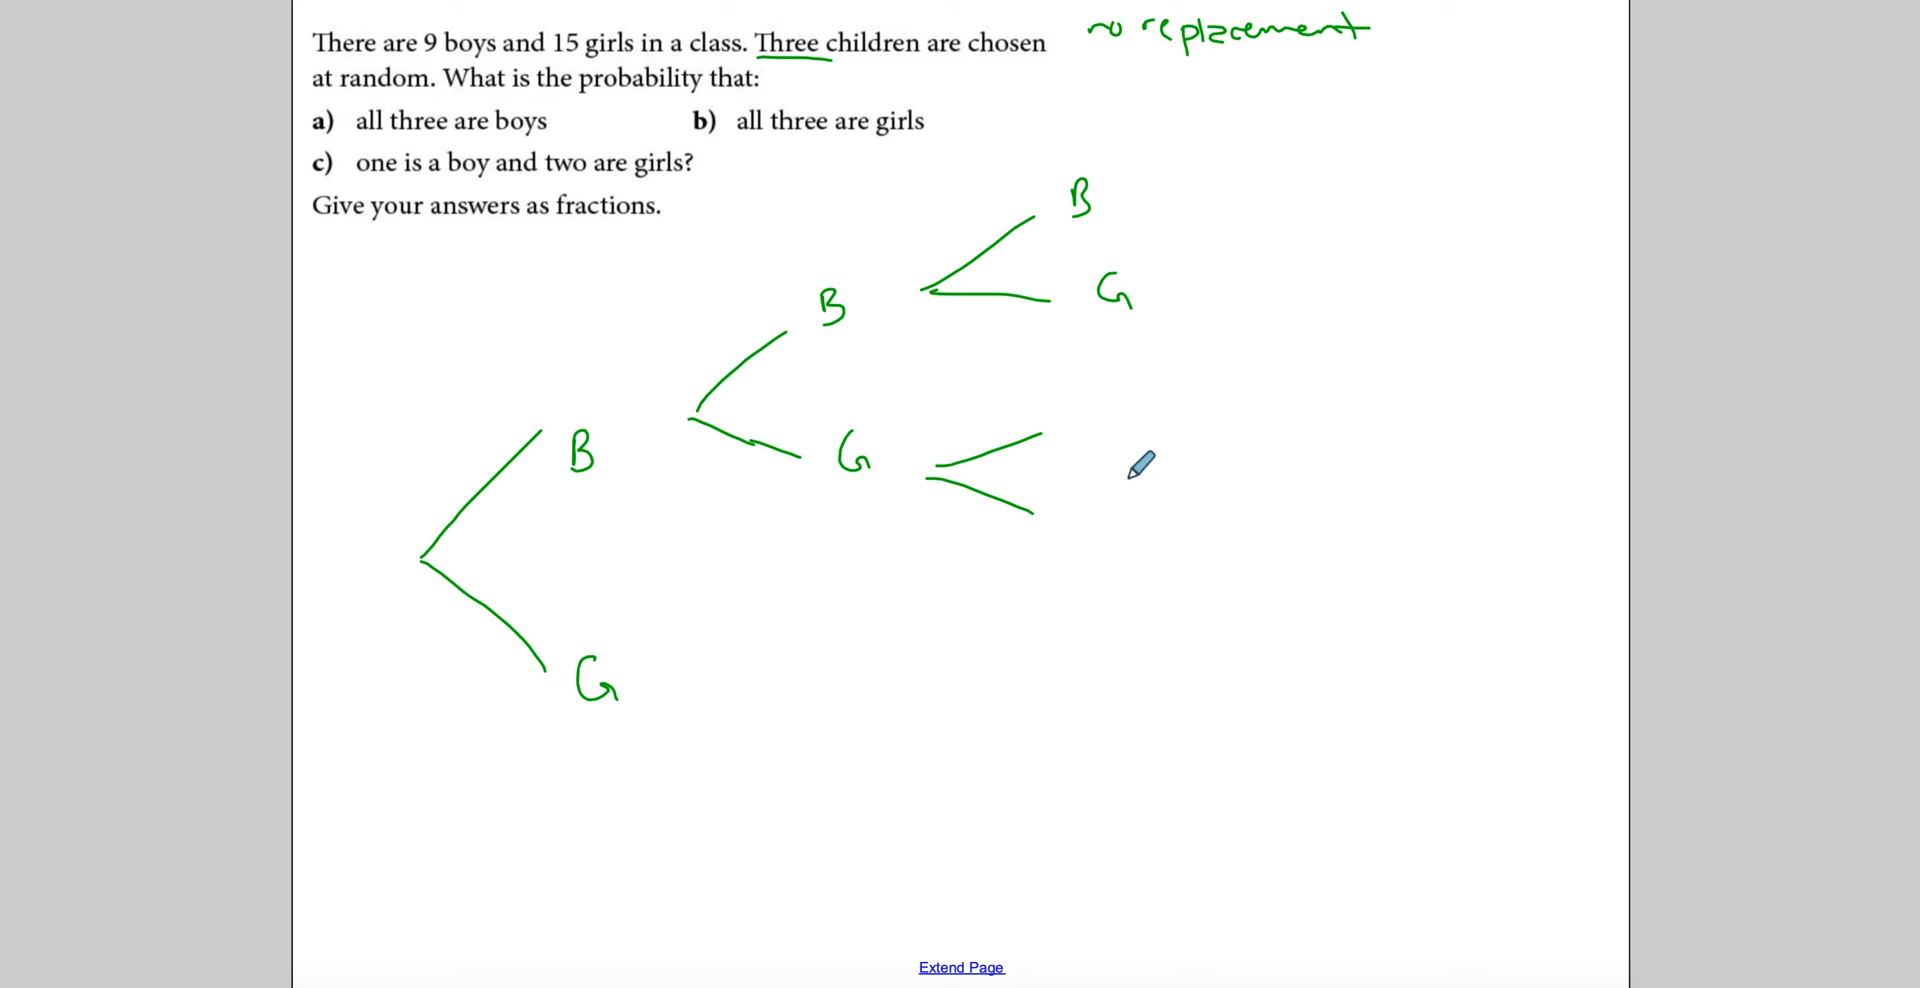 There are 9 boys and 15 girls in a class. Three children are chosen
no replacement
at random. What is the probability that:
a) all three are boys
b) all three are girls
c) one is a boy and two are girls?
Give your answers as fractions.
B
G
B
B
G
G
Extend Page